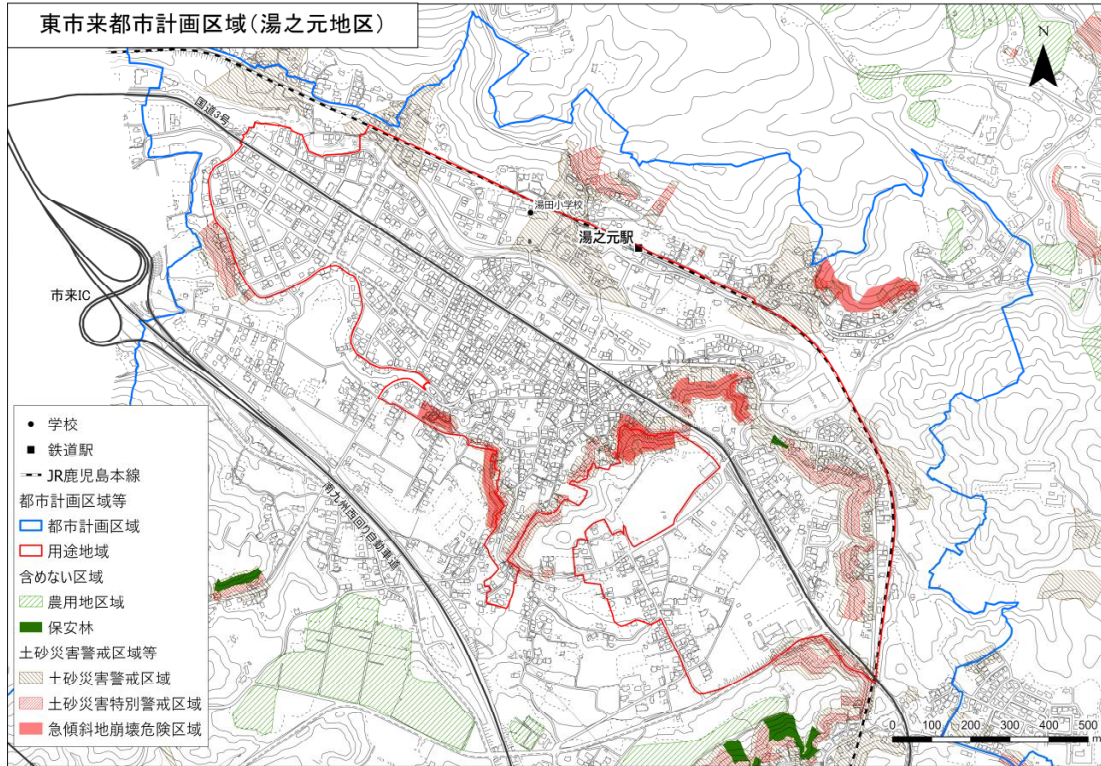 東市来都市計画区域(湯之元地区)
N
国道3号
湯田小学校
湯之元駅
市来IC
南九州西回り自動車道
学校
鉄道駅
JR鹿児島本線
都市計画区域等
都市計画区域
用途地域
含めない区域
農用地区域
保安林
土砂災害警戒区域等
土砂災害警戒区域
土砂災害特別警戒区域
急傾斜地崩壊危険区域
0 100 200 300 400 500
m